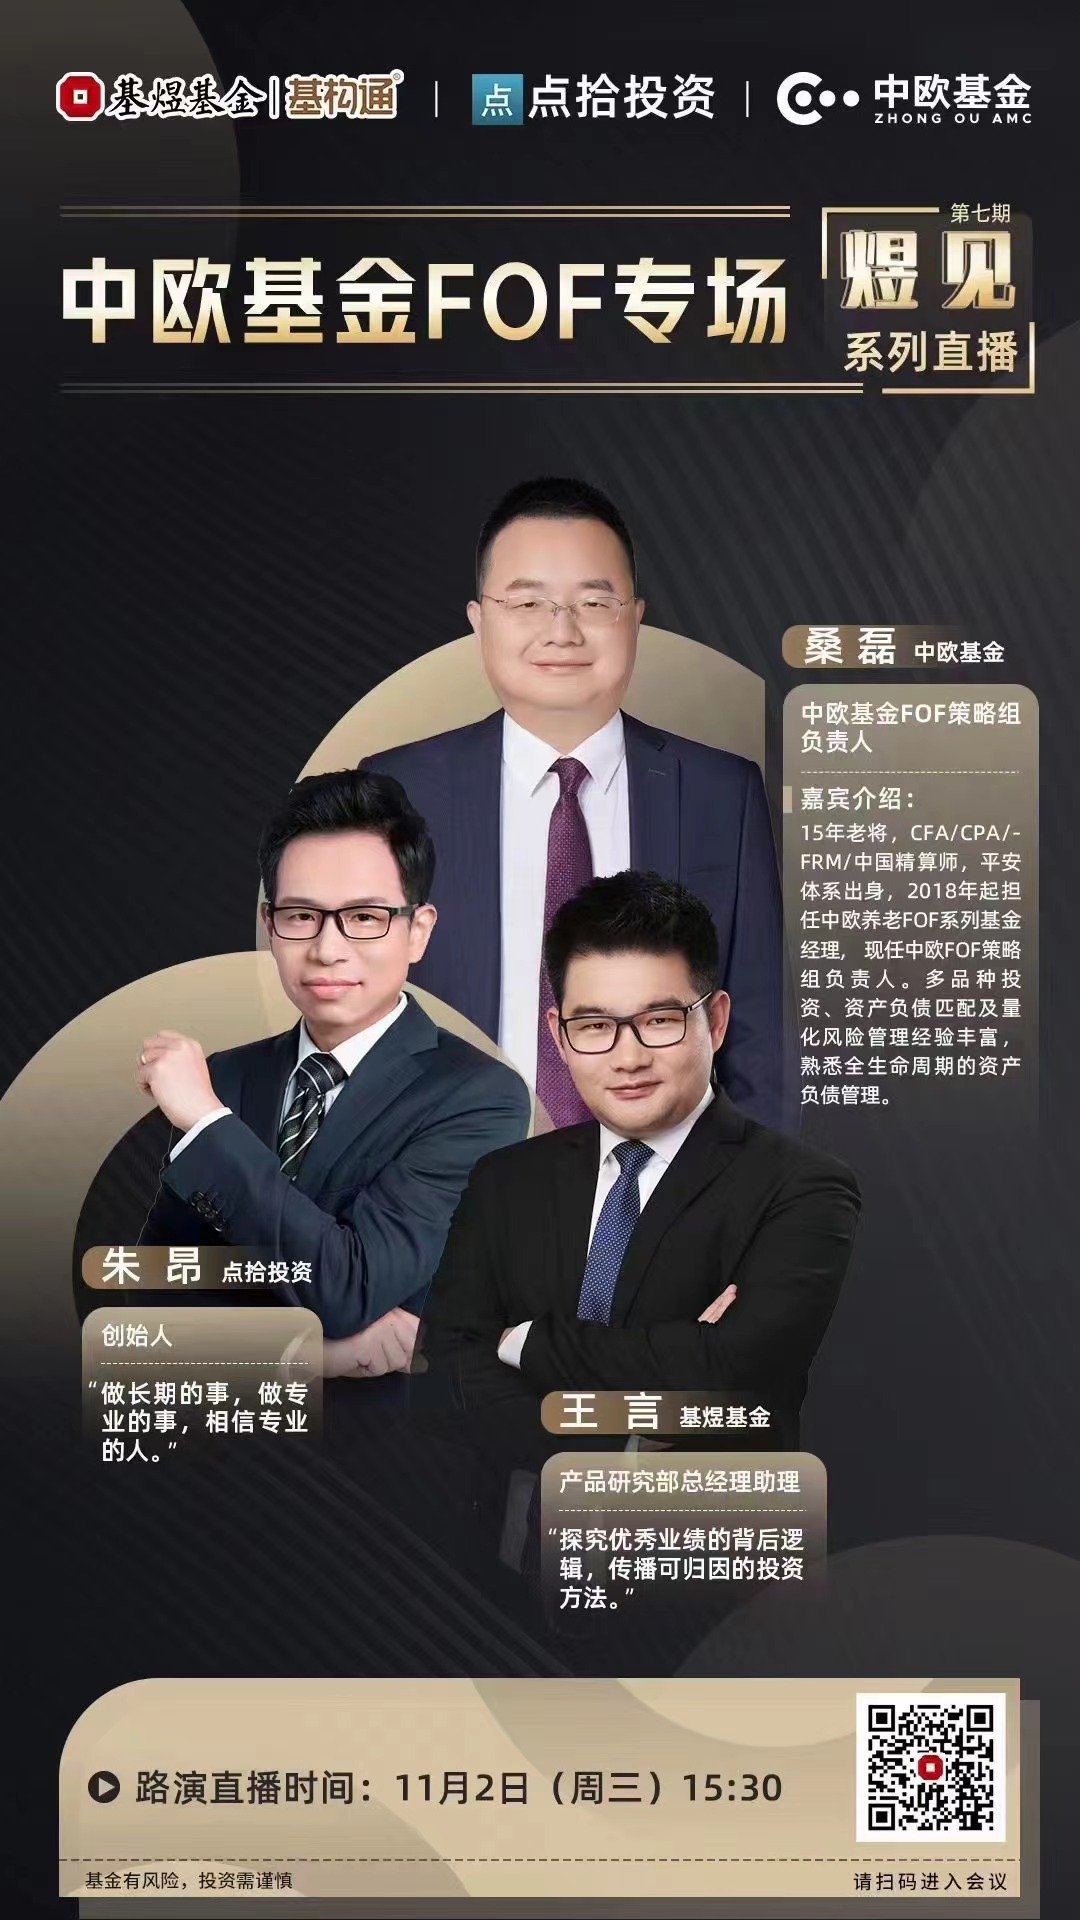 基煜基金|基构通®
点 点拾投资
中欧基金
ZHONG OU AMC
中欧基金FOF专场
第七期
煜见
系列直播
桑磊 中欧基金
中欧基金FOF策略组
负责人
嘉宾介绍：
15年老将，CFA/CPA/-
FRM/中国精算师，平安
体系出身，2018年起担
任中欧养老FOF系列基金
经理，现任中欧FOF策略
组负责人。多品种投
资、资产负债匹配及量
化风险管理经验丰富，
熟悉全生命周期的资产
负债管理。
朱昂 点拾投资
创始人
“做长期的事，做专
业的事，相信专业
的人。”
王言 基煜基金
产品研究部总经理助理
“探究优秀业绩的背后逻
辑，传播可归因的投资
方法。”
路演直播时间：11月2日（周三）15:30
基金有风险，投资需谨慎
请扫码进入会议